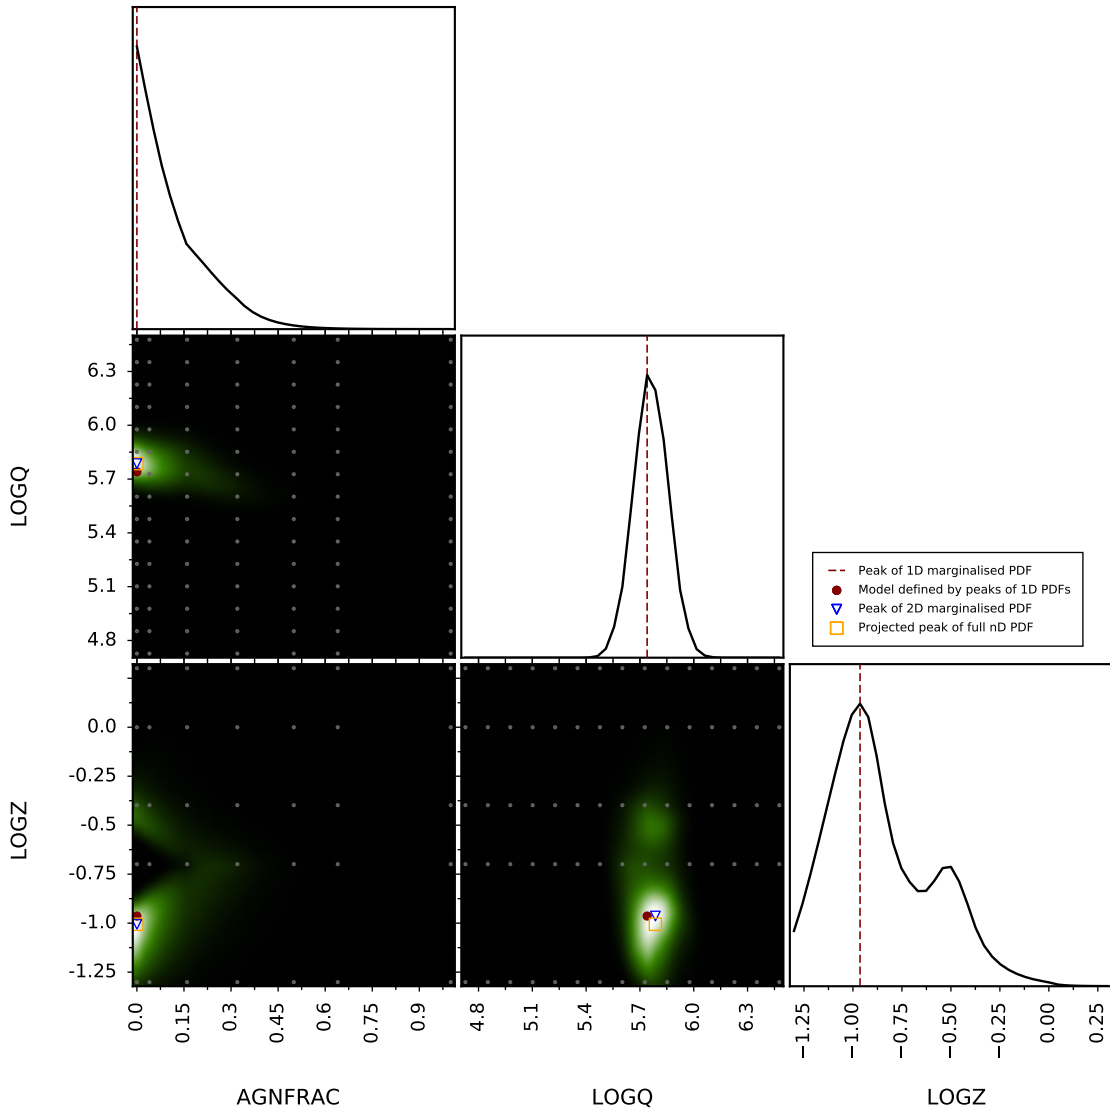 6.3
6.0
5.7
5.4
5.1
4.8
LOGQ
Peak of 1D marginalised PDF
Model defined by peaks of 1D PDFs
Peak of 2D marginalised PDF
Projected peak of full nD PDF
0.0
-0.25
-0.5
-0.75
-1.0
-1.25
LOGZ
0.0 0.15 0.3 0.45 0.6 0.75 0.9
4.8 5.1 5.4 5.7 6.0 6.3
−1.25 −1.00 −0.75 −0.50 0.00 0.25
AGNFRAC LOGQ LOGZ